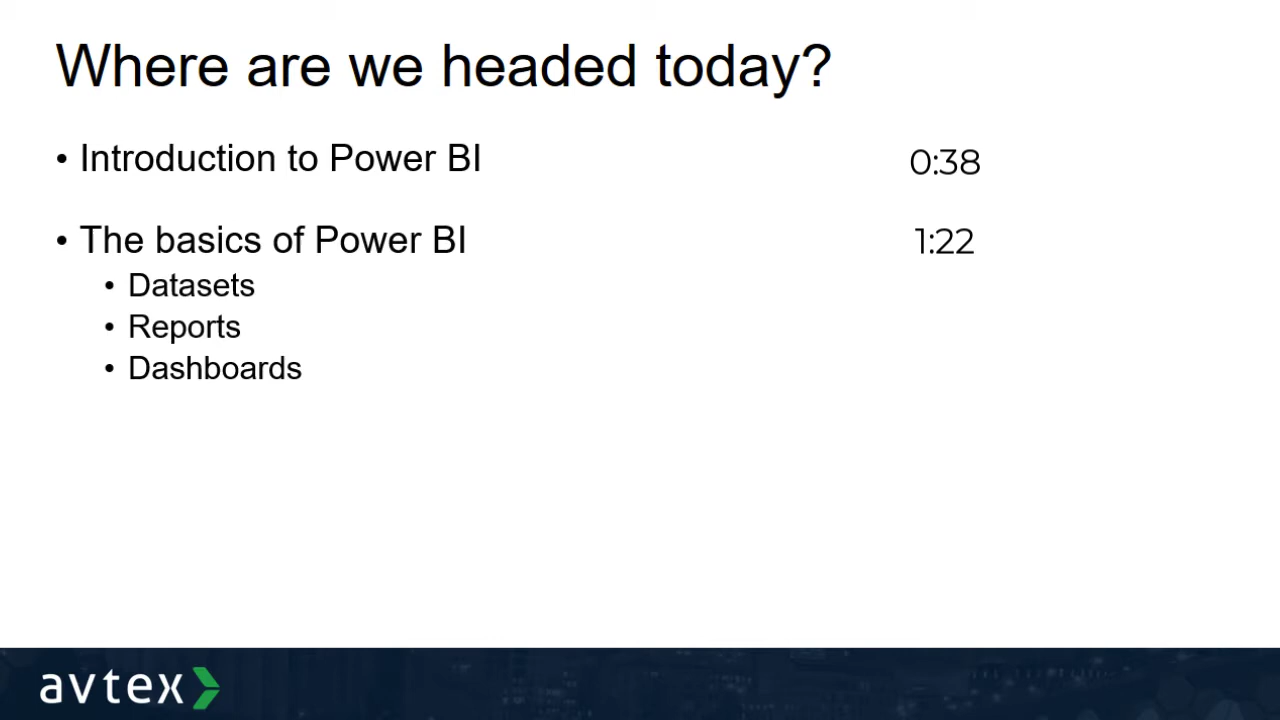 Where are we headed today?
• Introduction to Power BI 0:38
• The basics of Power BI 1:22
• Datasets
• Reports
• Dashboards
avtex